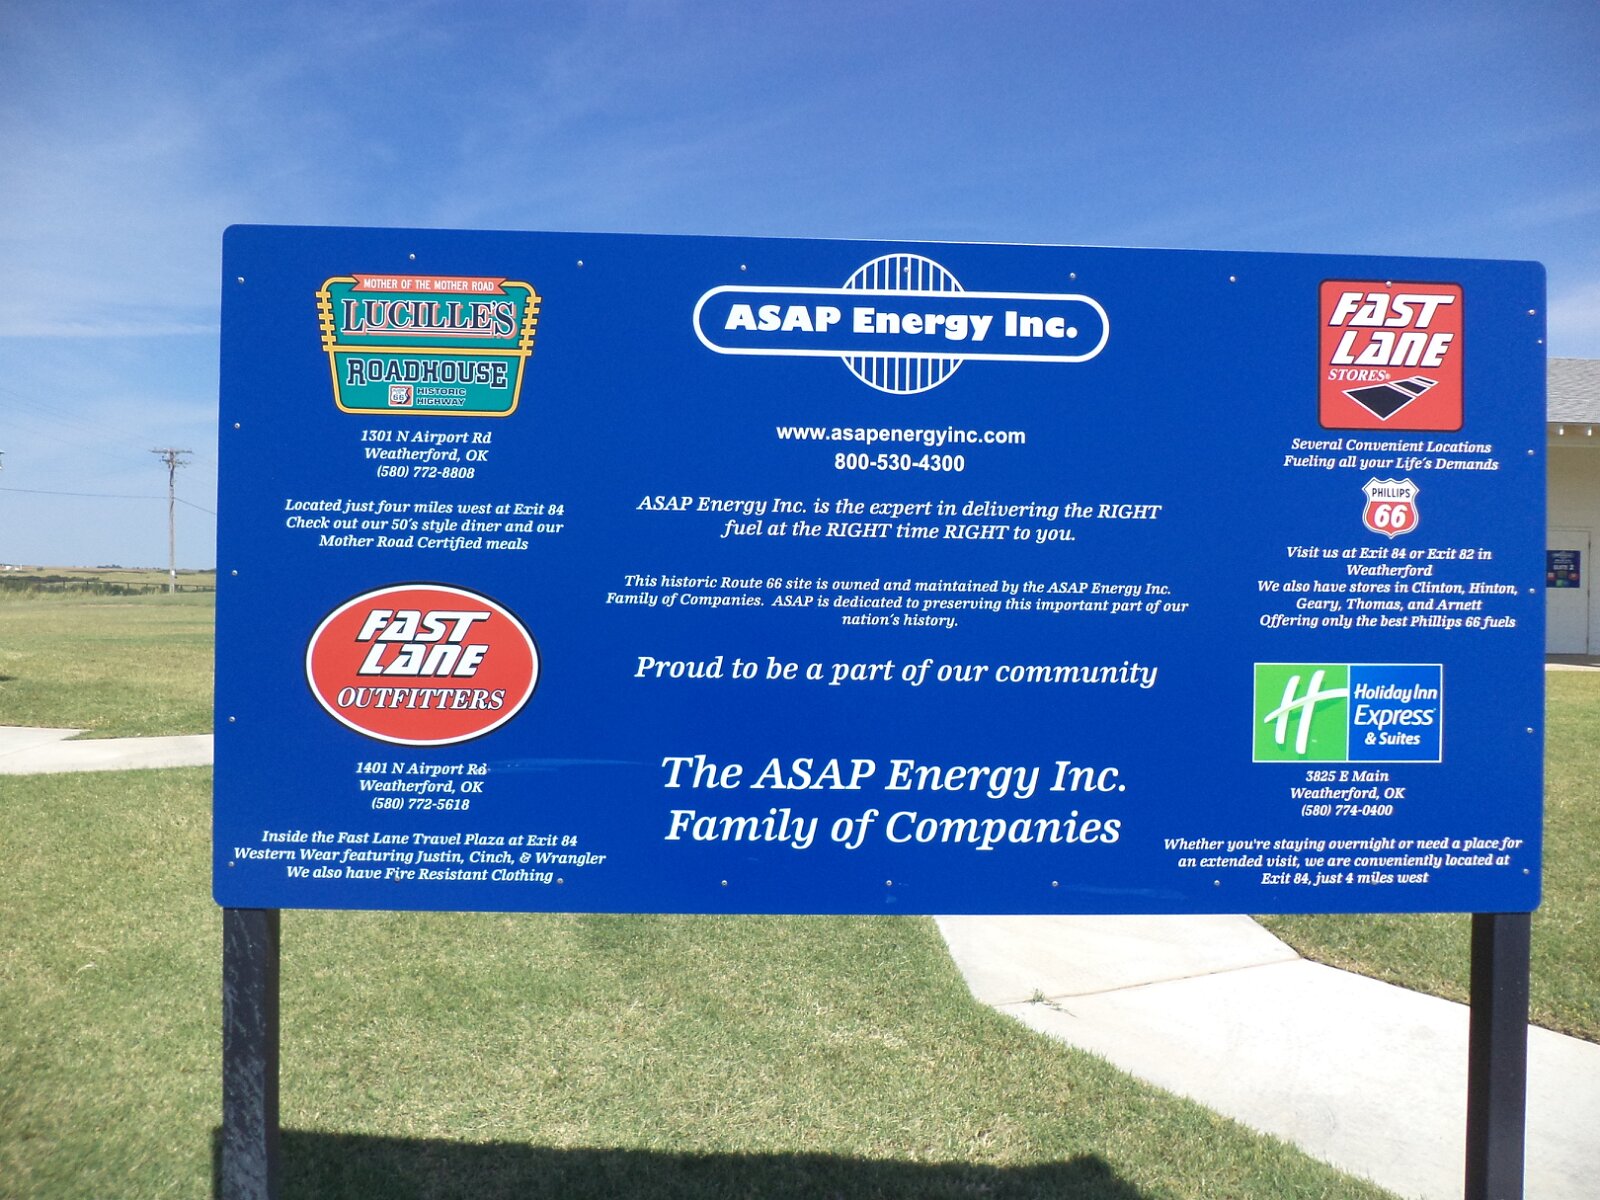 MOTHER OF THE MOTHER ROAD
LUCILLE'S
ROADHOUSE
66
HISTORIC
HIGHWAY
1301 N Airport Rd
Weatherford, OK
(580) 772-8808
Located just four miles west at Exit 84
Check out our 50's style diner and our
Mother Road Certified meals
FAST
LANE
OUTFITTERS
1401 N Airport Rd
Weatherford, OK
(580) 772-5618
Inside the Fast Lane Travel Plaza at Exit 84
Western Wear featuring Justin, Cinch, & Wrangler
We also have Fire Resistant Clothing
ASAP Energy Inc.
www.asapenergyinc.com
800-530-4300
ASAP Energy Inc. is the expert in delivering the RIGHT
fuel at the RIGHT time RIGHT to you.
This historic Route 66 site is owned and maintained by the ASAP Energy Inc.
Family of Companies. ASAP is dedicated to preserving this important part of our
nation's history.
Proud to be a part of our community
The ASAP Energy Inc.
Family of Companies
FAST
LANE
STORES®
Several Convenient Locations
Fueling all your Life's Demands
PHILLIPS
66
Visit us at Exit 84 or Exit 82 in
Weatherford
We also have stores in Clinton, Hinton,
Geary, Thomas, and Arnett
Offering only the best Phillips 66 fuels
H
Holiday Inn
Express
& Suites
3825 E Main
Weatherford, OK
(580) 774-0400
Whether you're staying overnight or need a place for
an extended visit, we are conveniently located at
Exit 84, just 4 miles west